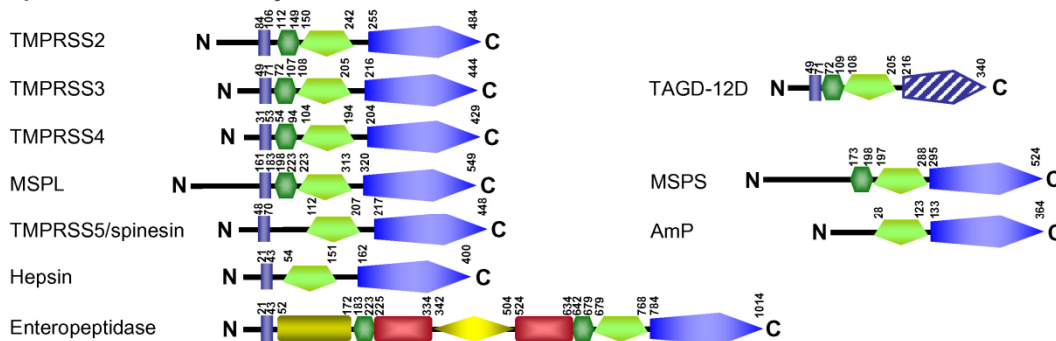 84 106 112 149 150 242 255 484
TMPRSS2 N C
49 71 72 107 108 205 216 444
TMPRSS3 N C
31 53 54 94 104 194 204 429
TMPRSS4 N C
161 183 198 223 223 313 320 549
MSPL N C
48 70 112 207 217 448
TMPRSS5/spinesin N C
21 43 54 151 162 400
Hepsin N C
21 43 52 172 183 223 225 334 342 504 524 634 642 679 679 768 784 1014
Enteropeptidase N C
49 71 72 109 108 205 216 340
TAGD-12D N C
173 198 197 288 295 524
MSPS N C
28 123 133 364
AmP N C